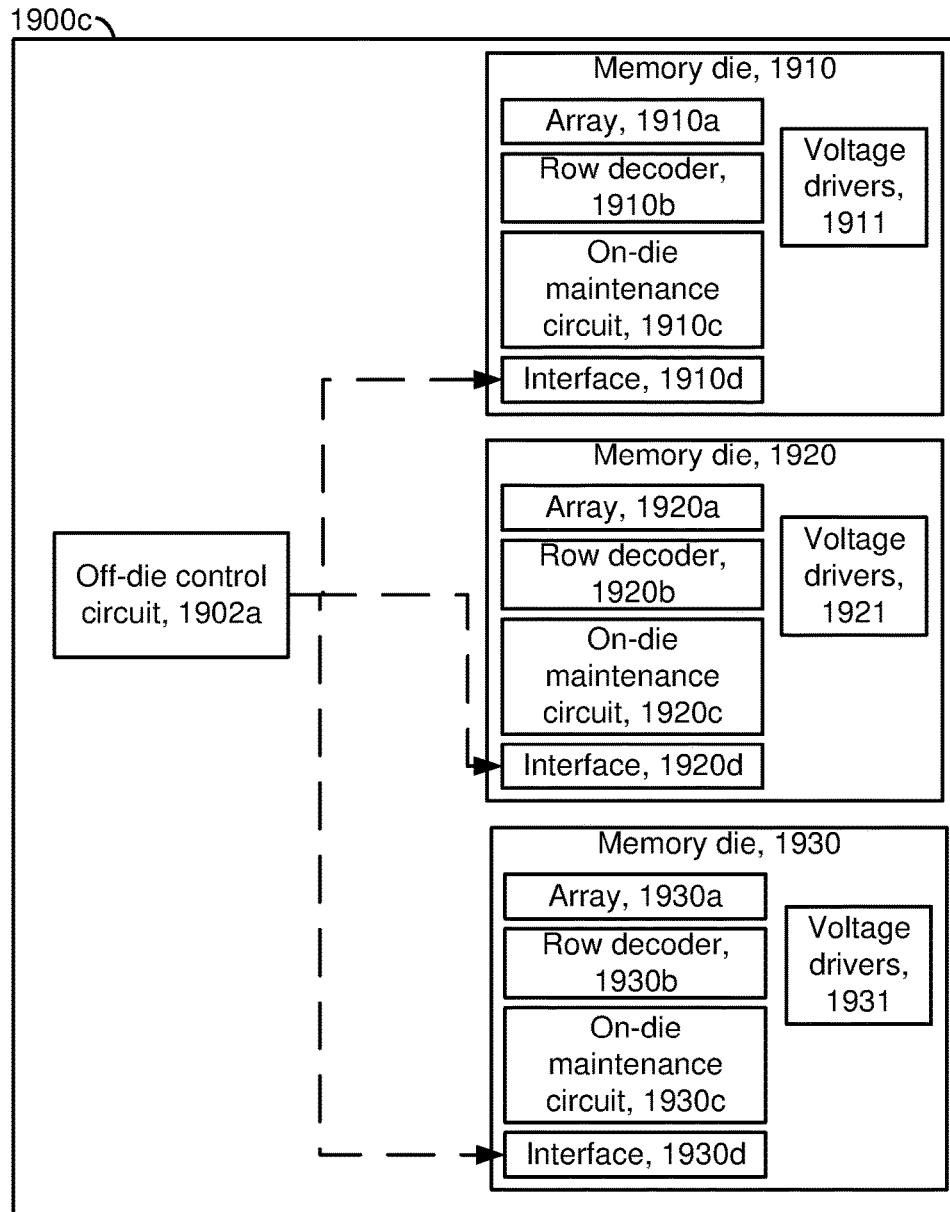 1900c
Memory die, 1910
Array, 1910a
Row decoder,
1910b
On-die
maintenance
circuit, 1910c
Interface, 1910d
Voltage
drivers,
1911
Off-die control
circuit, 1902a
Memory die, 1920
Array, 1920a
Row decoder,
1920b
On-die
maintenance
circuit, 1920c
Interface, 1920d
Voltage
drivers,
1921
Memory die, 1930
Array, 1930a
Row decoder,
1930b
On-die
maintenance
circuit, 1930c
Interface, 1930d
Voltage
drivers,
1931